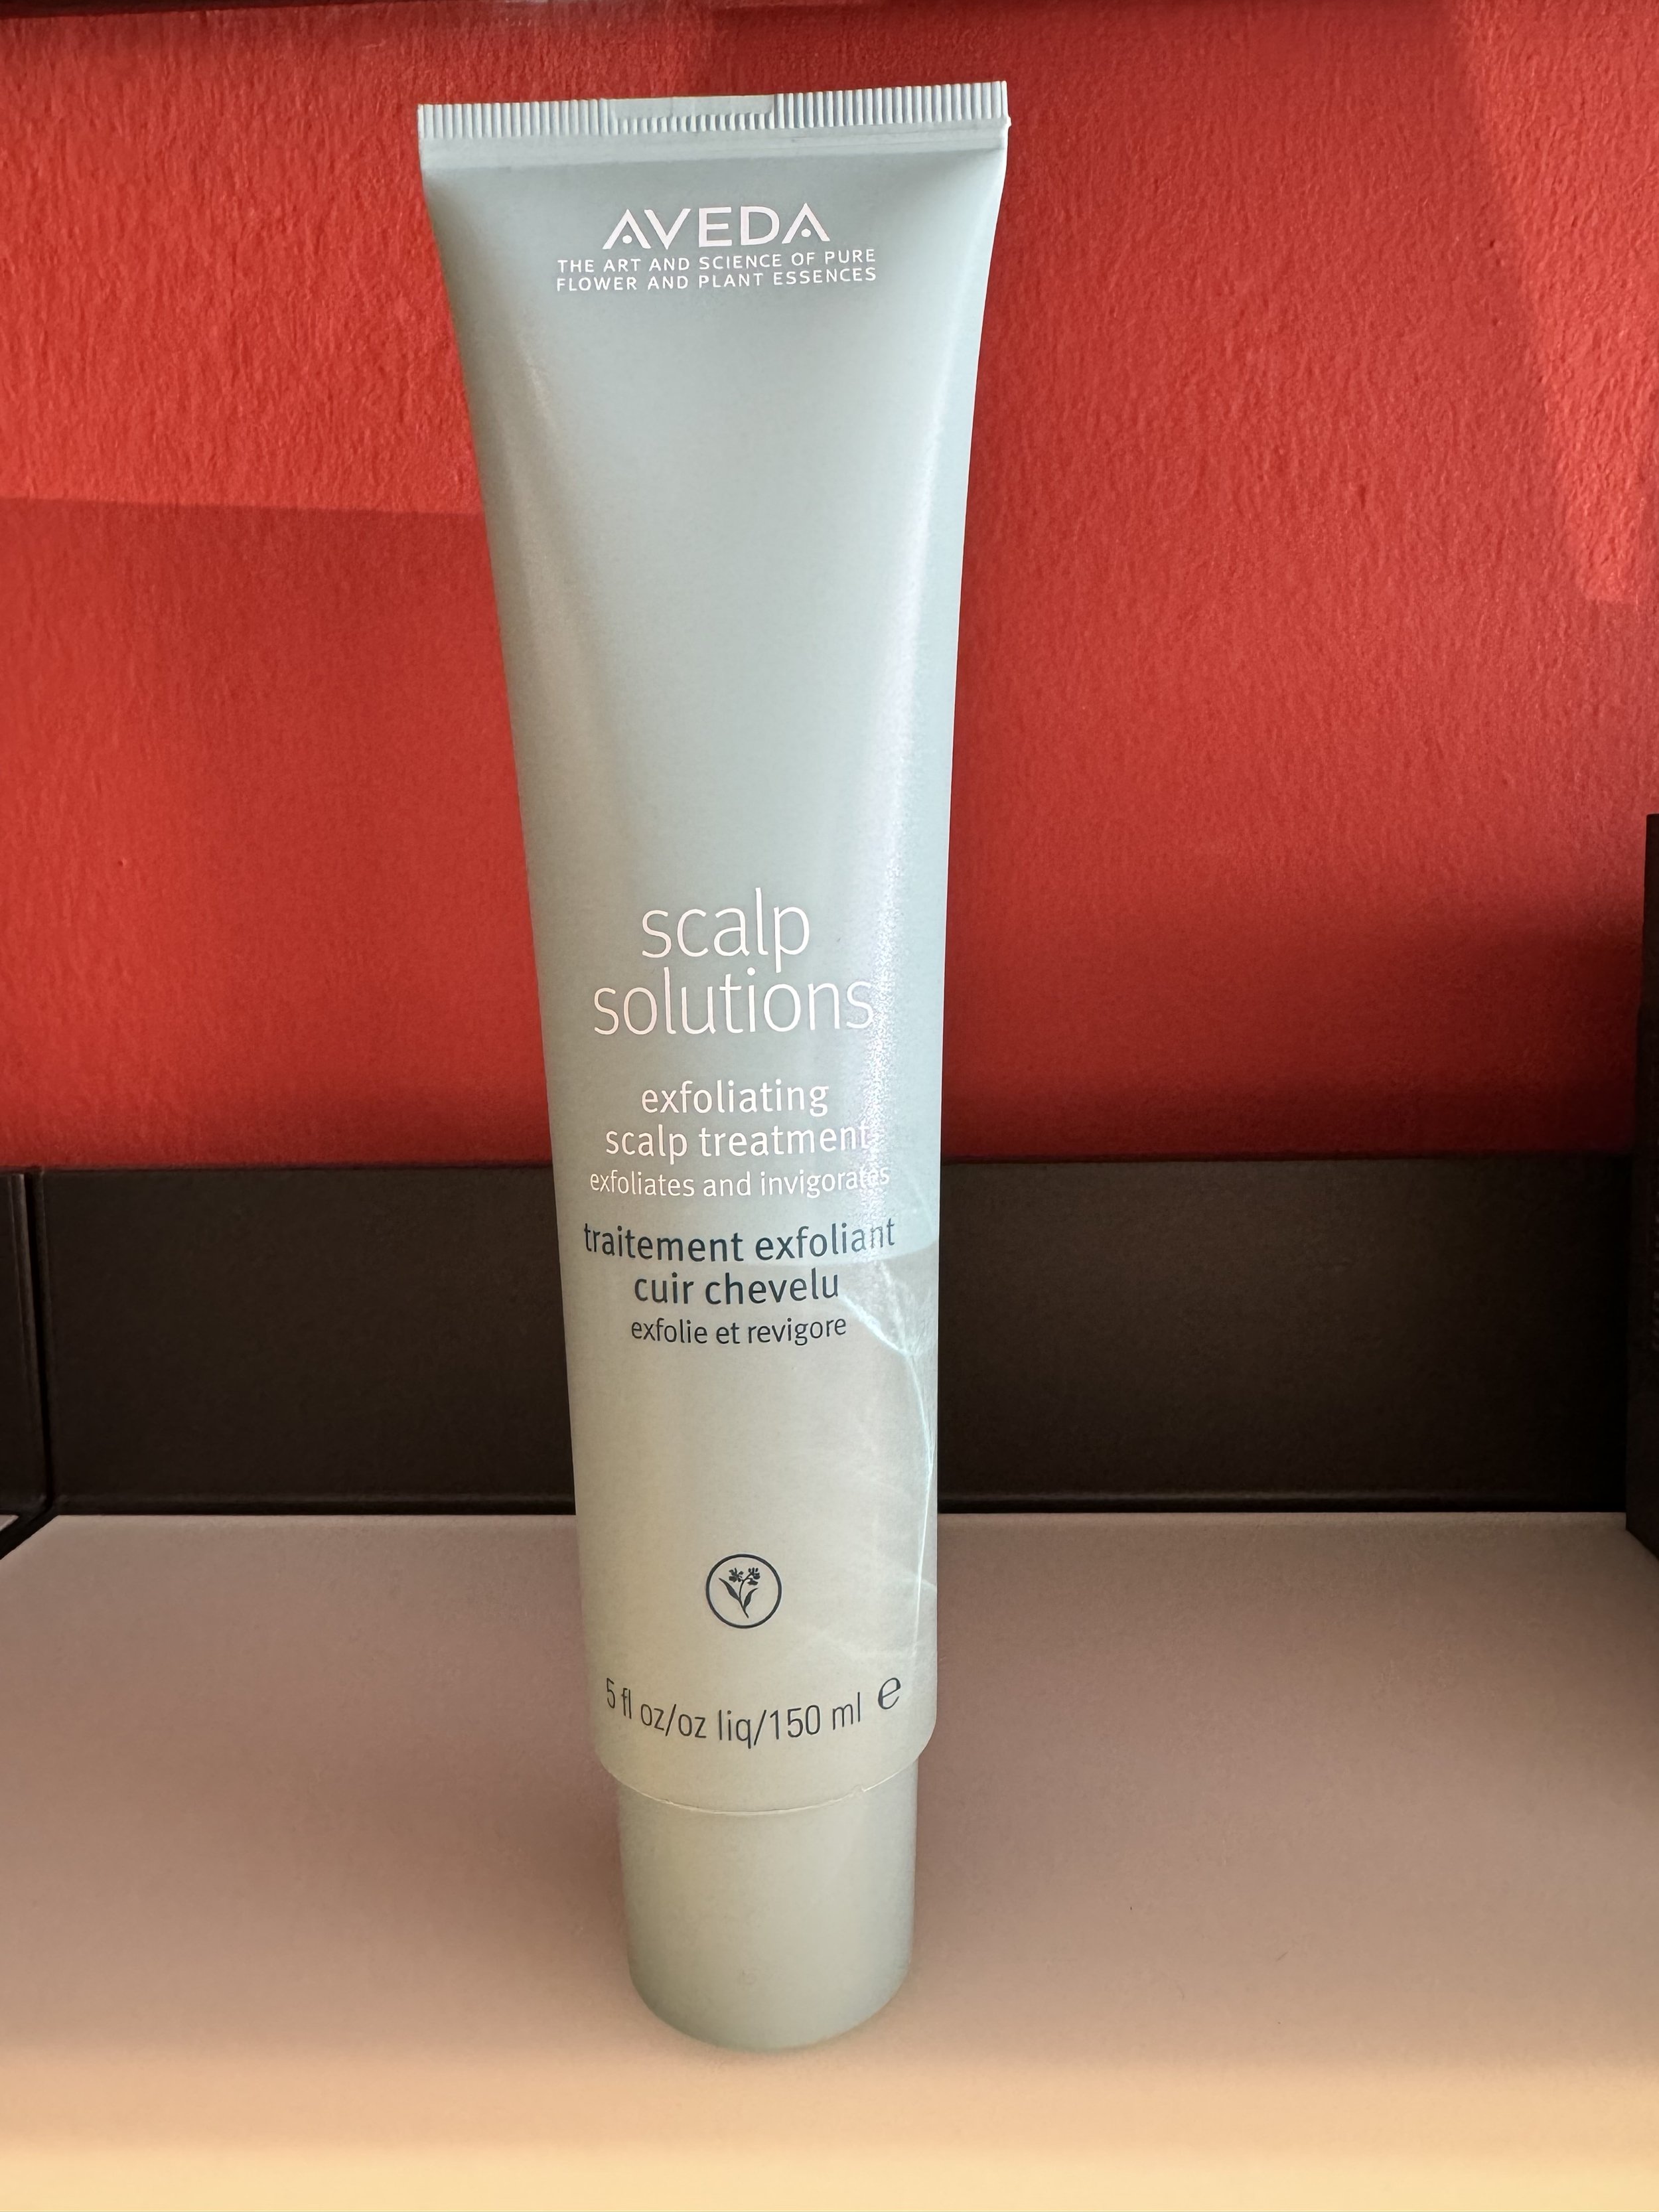 AVEDA
THE ART AND SCIENCE OF PURE
FLOWER AND PLANT ESSENCES
scalp
solutions
exfoliating
scalp treatment
exfoliates and invigorates
traitement exfoliant
cuir chevelu
exfolie et revigore
5 fl oz/oz liq/150 ml ℮